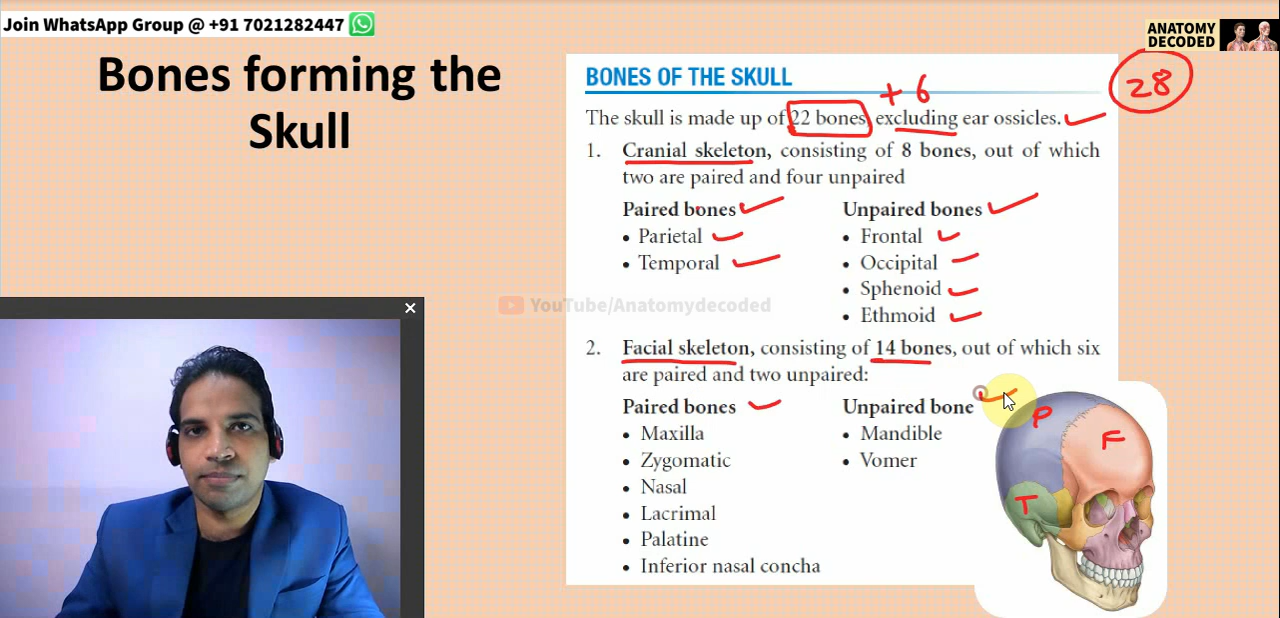 Join WhatsApp Group @ +91 7021282447
ANATOMY
DECODED
Bones forming the
Skull
BONES OF THE SKULL
+ 6
28
The skull is made up of 22 bones, excluding ear ossicles.
1. Cranial skeleton, consisting of 8 bones, out of which
two are paired and four unpaired
Paired bones
• Parietal
• Temporal
Unpaired bones
• Frontal
• Occipital
• Sphenoid
• Ethmoid
YouTube/Anatomydecoded
2. Facial skeleton, consisting of 14 bones, out of which six
are paired and two unpaired:
Paired bones
• Maxilla
• Zygomatic
• Nasal
• Lacrimal
• Palatine
• Inferior nasal concha
Unpaired bone
• Mandible
• Vomer
P
F
T